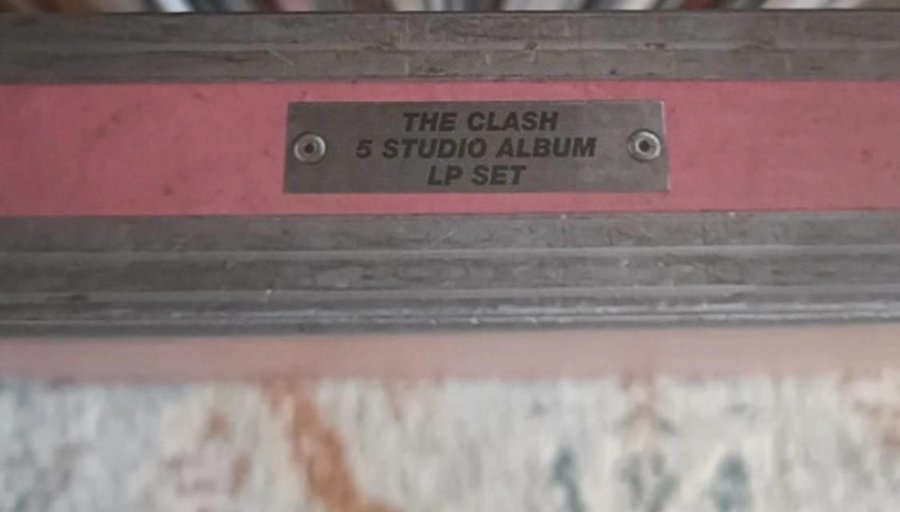 THE CLASH
5 STUDIO ALBUM
LP SET